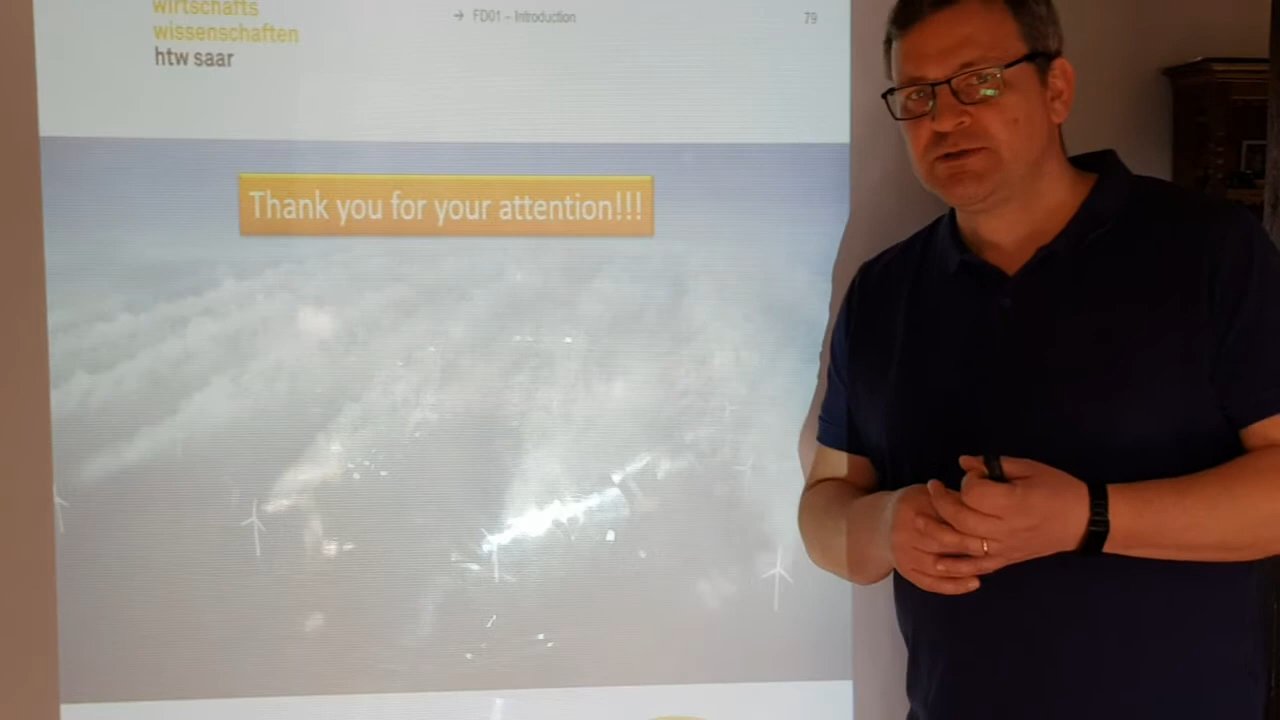 wirtschafts
wissenschaften
htw saar
→ FD01 – Introduction
79
Thank you for your attention!!!